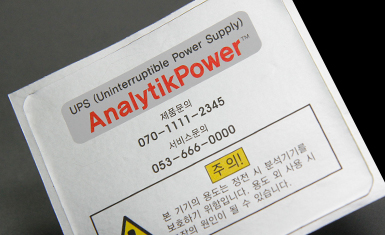 UPS (Uninterruptible Power Supply)
AnalytikPower™
제품문의
070-1111-2345
서비스문의
053-666-0000
주의!
본 기기의 용도는 정전 시 분석기기를
보호하기 위함입니다. 용도 외 사용 시
원인이 될 수 있습니다.